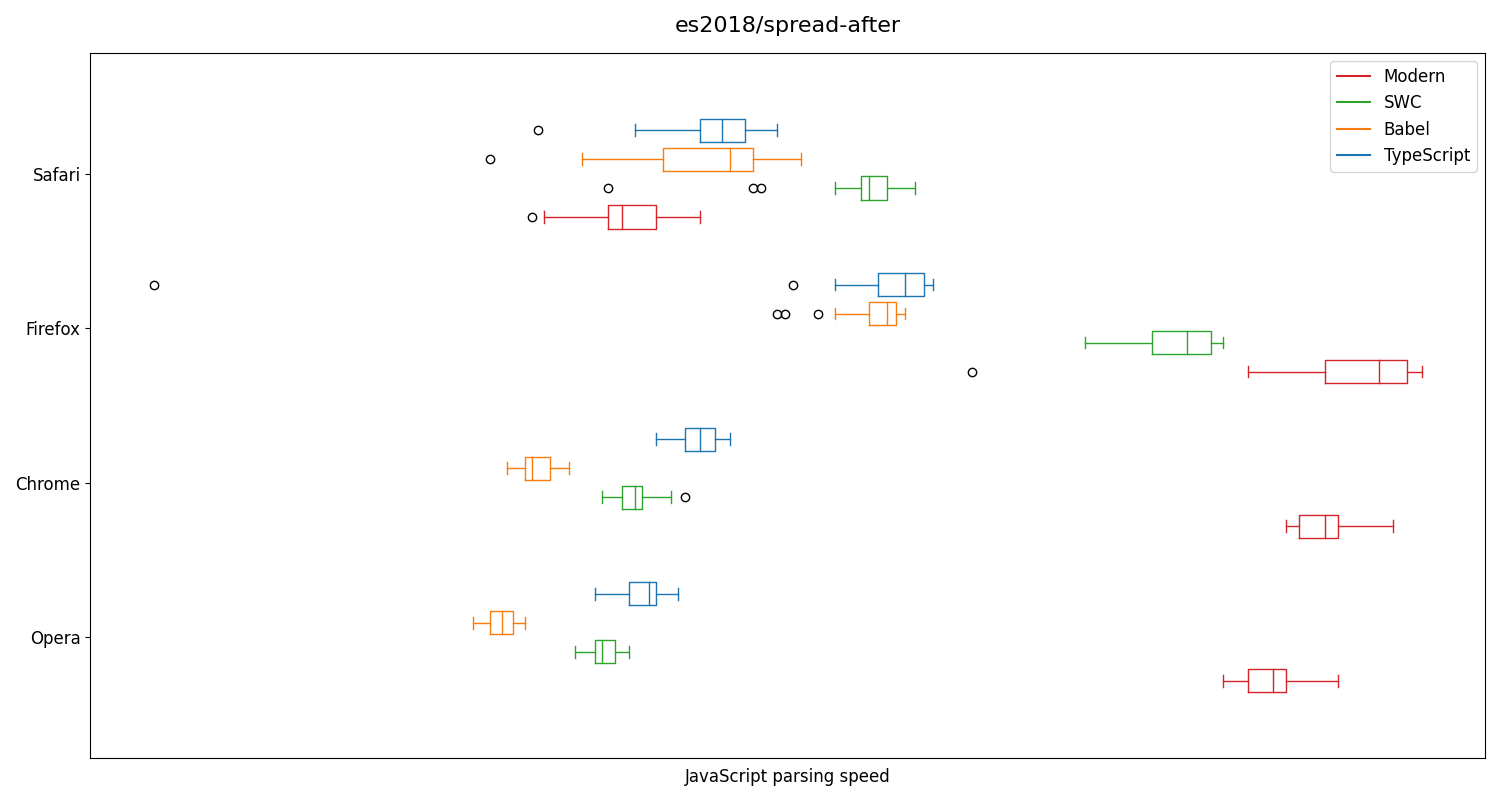 es2018/spread-after
Modern
SWC
Babel
TypeScript
Safari
Firefox
Chrome
Opera
JavaScript parsing speed